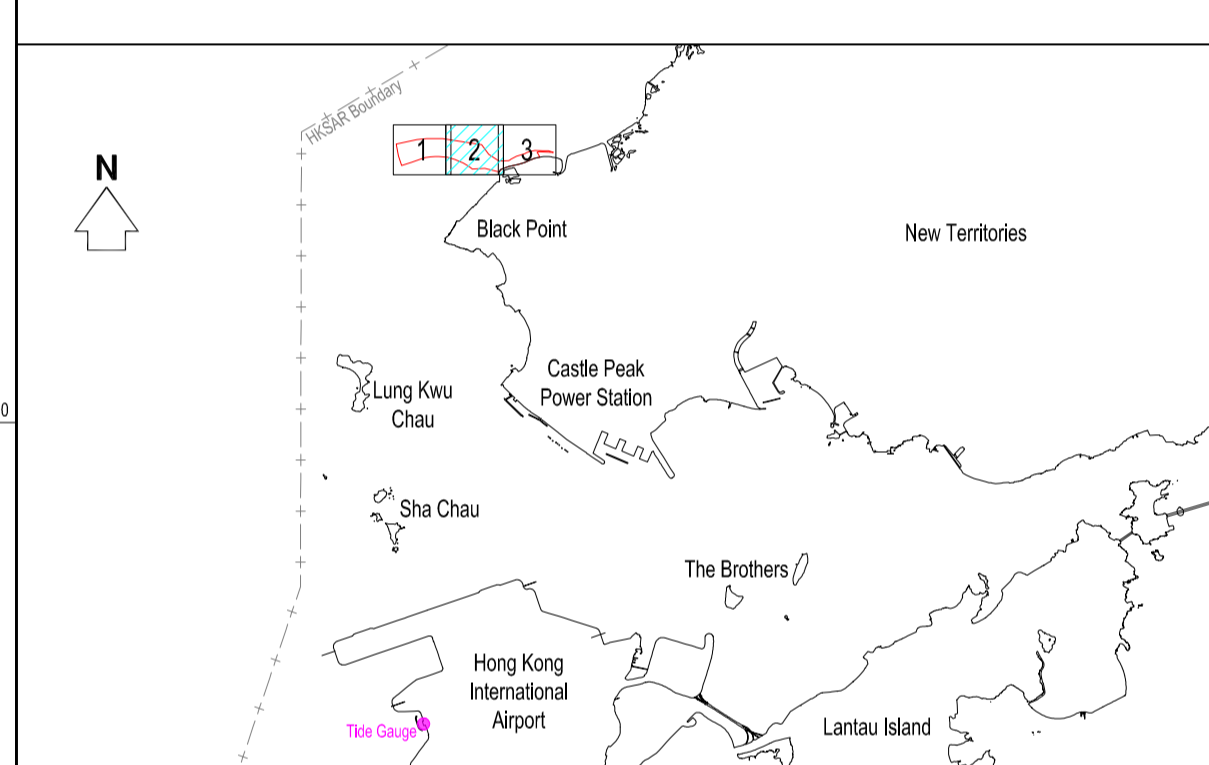 HKSAR Boundary
1 2 3
N
Black Point
New Territories
Castle Peak
Power Station
Lung Kwu
Chau
0
Sha Chau
The Brothers
Hong Kong
International
Airport
Tide Gauge
Lantau Island